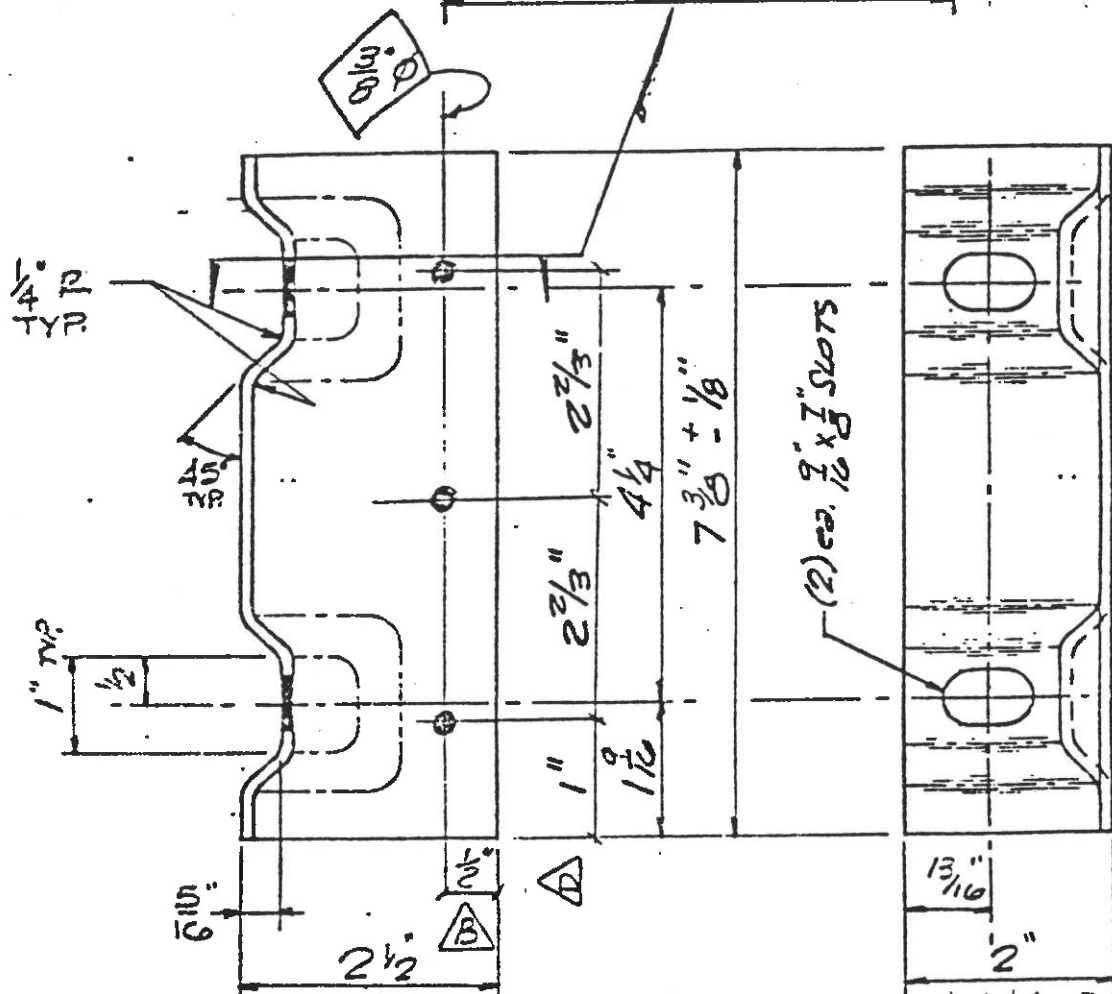 3/8" Ø
1/4" R
TYP.
45°
TYP.
1" TYP.
1/2
5/16"
2 1/2"
1/2"
B
D
1"
2 2/3"
2 2/3"
1 9/16
4 1/4"
7 3/8" + 1/8"
-
(2) ea. 9/16" x 7/8" SLOTS
13/16"
2"